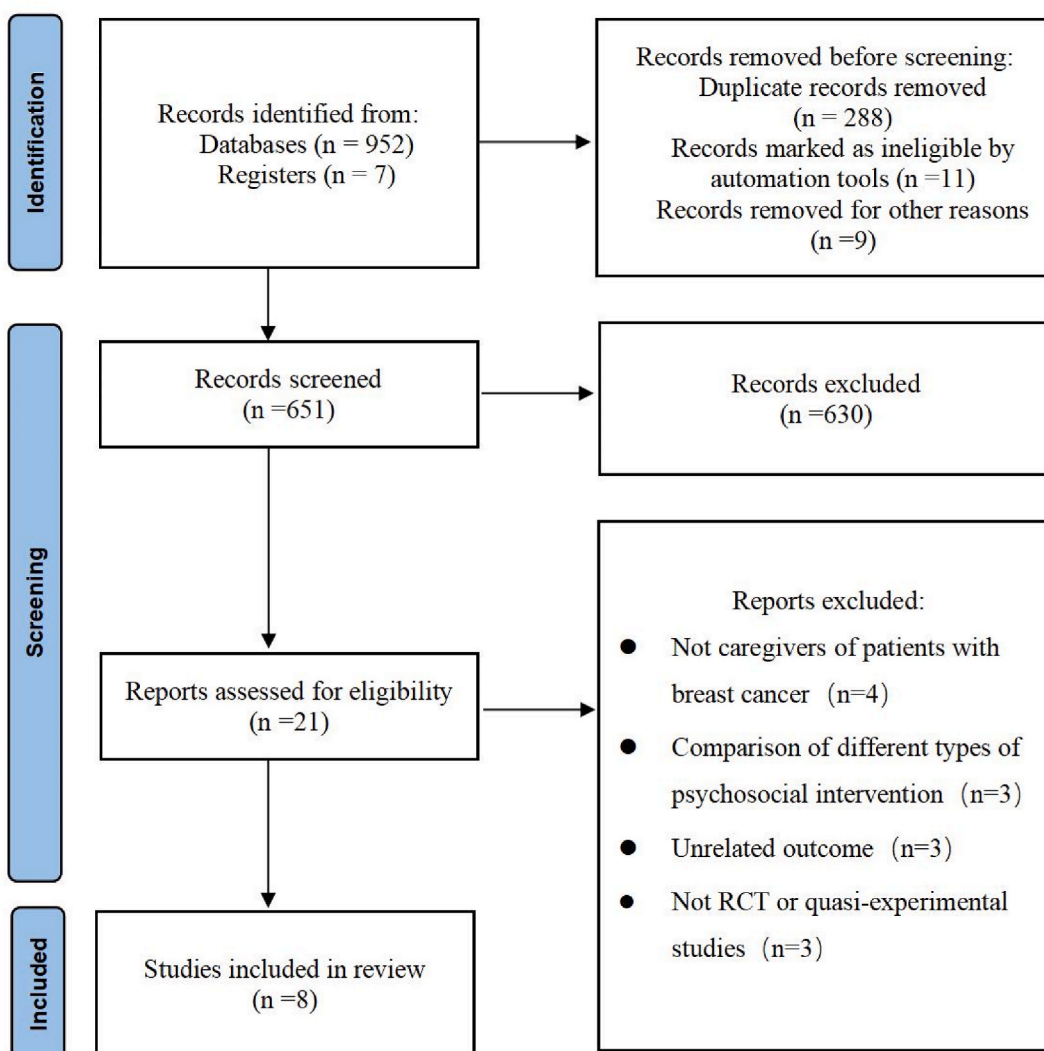 Identification
Records identified from:
Databases (n = 952)
Registers (n = 7)
Records removed before screening:
Duplicate records removed
(n = 288)
Records marked as ineligible by
automation tools (n =11)
Records removed for other reasons
(n =9)
Screening
Records screened
(n =651)
Records excluded
(n =630)
Reports assessed for eligibility
(n =21)
Reports excluded:
● Not caregivers of patients with
breast cancer（n=4）
● Comparison of different types of
psychosocial intervention（n=3）
● Unrelated outcome（n=3）
● Not RCT or quasi-experimental
studies（n=3）
Included
Studies included in review
(n =8)